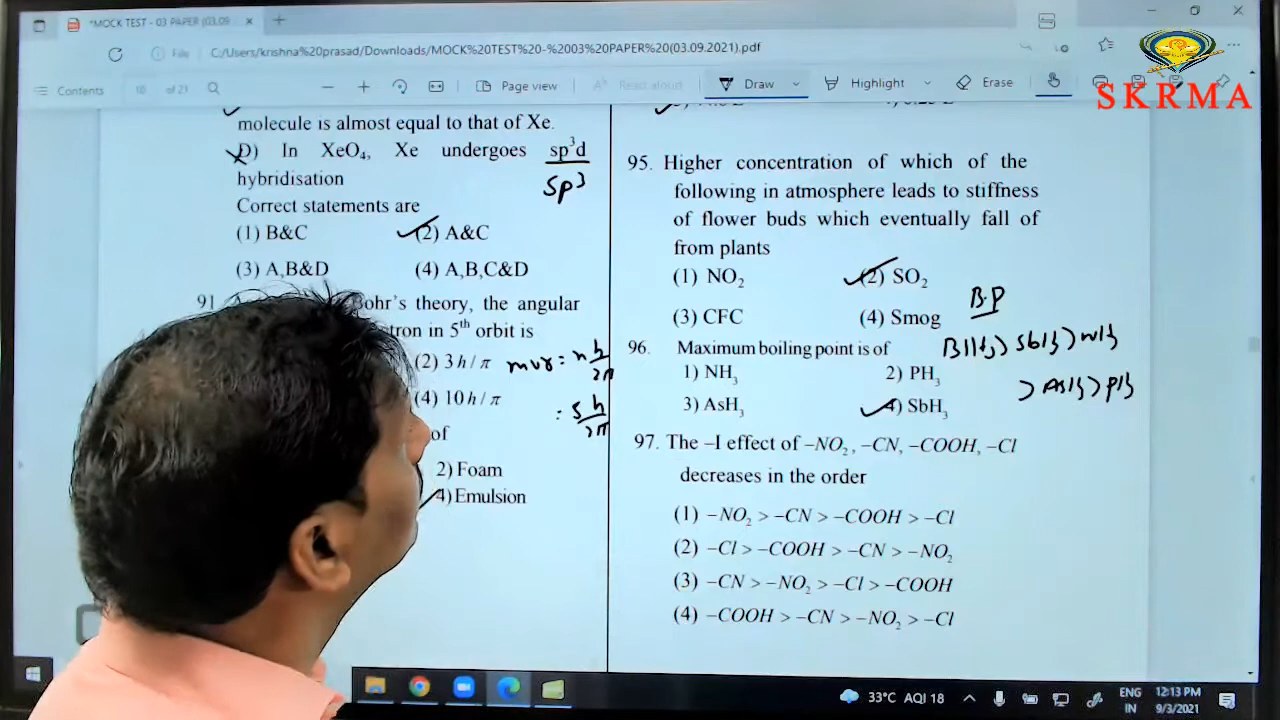 *MOCK TEST - 03 PAPER (03.09
File
C:/Users/krishna%20prasad/Downloads/MOCK%20TEST%20-%2003%20PAPER%20(03.09.2021).pdf
Contents
10 of 21
Page view
Read aloud
Draw
Highlight
Erase
SKRMA
molecule is almost equal to that of Xe.
D) In XeO4, Xe undergoes sp³d
hybridisation
sp³
Correct statements are
(1) B&C
(2) A&C
(3) A,B&D
(4) A,B,C&D
91
Bohr's theory, the angular
tron in 5th orbit is
(2) 3h/π
mvr = n h/2π
(4) 10h/π
= 5 h/2π
of
2) Foam
4) Emulsion
95. Higher concentration of which of the
following in atmosphere leads to stiffness
of flower buds which eventually fall of
from plants
(1) NO2
(2) SO2
(3) CFC
(4) Smog
B.P
96. Maximum boiling point is of
1) NH3
2) PH3
3) AsH3
4) SbH3
BiH3 > SbH3 > NH3
> AsH3 > PH3
97. The –I effect of –NO2, –CN, –COOH, –Cl
decreases in the order
(1) –NO2 > –CN > –COOH > –Cl
(2) –Cl > –COOH > –CN > –NO2
(3) –CN > –NO2 > –Cl > –COOH
(4) –COOH > –CN > –NO2 > –Cl
33°C AQI 18
ENG
IN
12:13 PM
9/3/2021